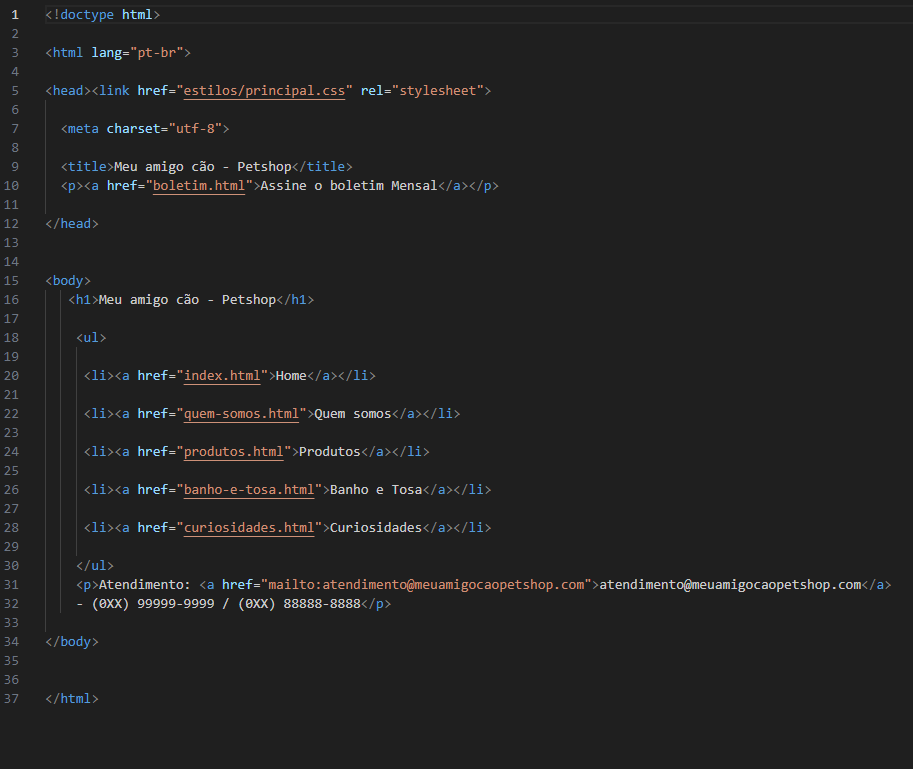 1 <!doctype html>
2
3 <html lang="pt-br">
4
5 <head><link href="estilos/principal.css" rel="stylesheet">
6
7 <meta charset="utf-8">
8
9 <title>Meu amigo cão - Petshop</title>
10 <p><a href="boletim.html">Assine o boletim Mensal</a></p>
11
12 </head>
13
14
15 <body>
16 <h1>Meu amigo cão - Petshop</h1>
17
18 <ul>
19
20 <li><a href="index.html">Home</a></li>
21
22 <li><a href="quem-somos.html">Quem somos</a></li>
23
24 <li><a href="produtos.html">Produtos</a></li>
25
26 <li><a href="banho-e-tosa.html">Banho e Tosa</a></li>
27
28 <li><a href="curiosidades.html">Curiosidades</a></li>
29
30 </ul>
31 <p>Atendimento: <a href="mailto:atendimento@meuamigocaopetshop.com">atendimento@meuamigocaopetshop.com</a>
32 - (0XX) 99999-9999 / (0XX) 88888-8888</p>
33
34 </body>
35
36
37 </html>